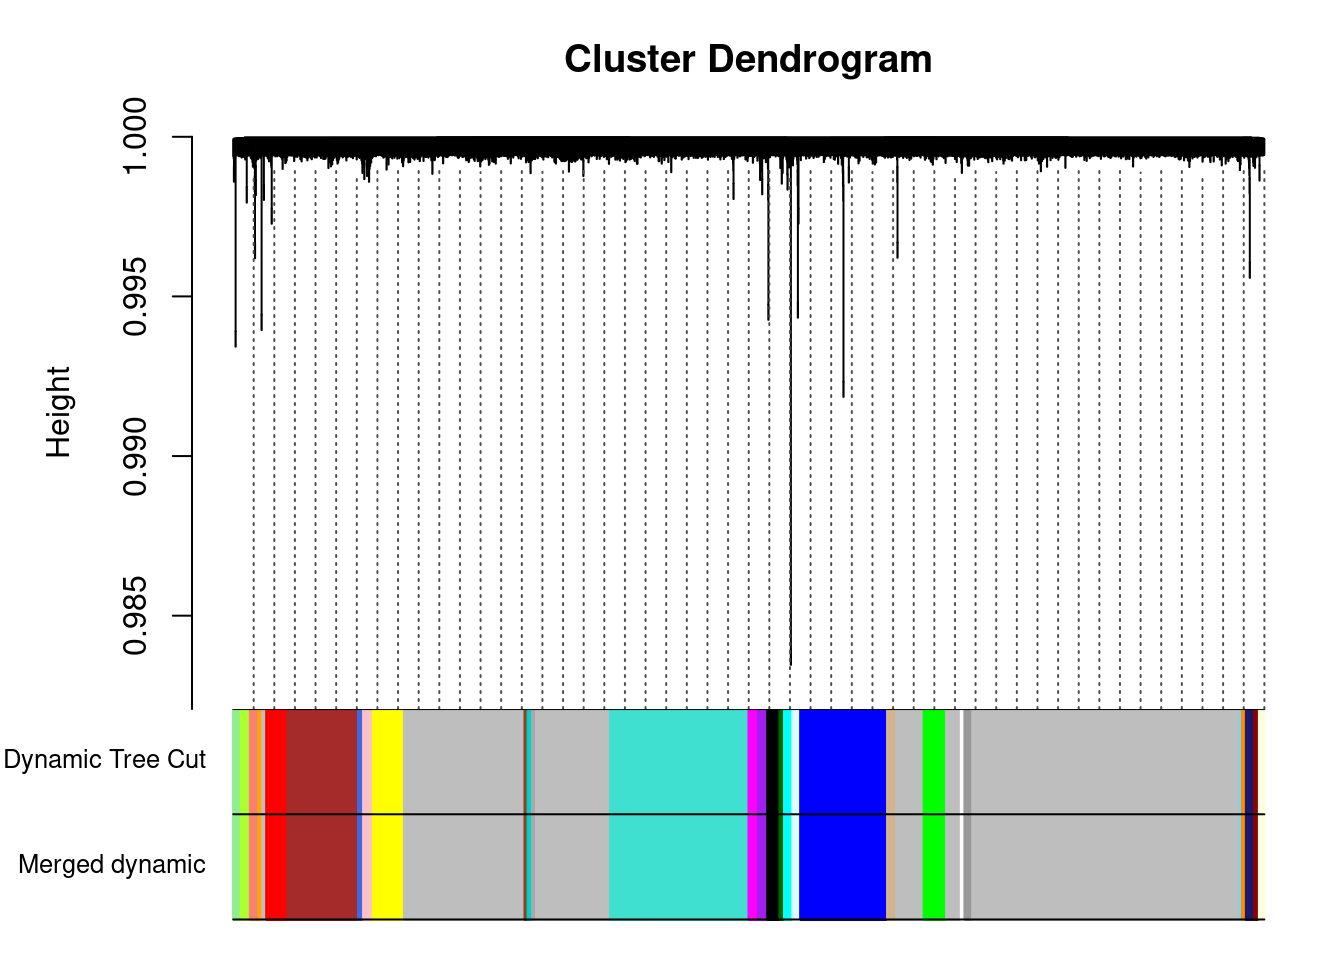 Cluster Dendrogram
1.000
0.995
0.990
0.985
Height
Dynamic Tree Cut
Merged dynamic